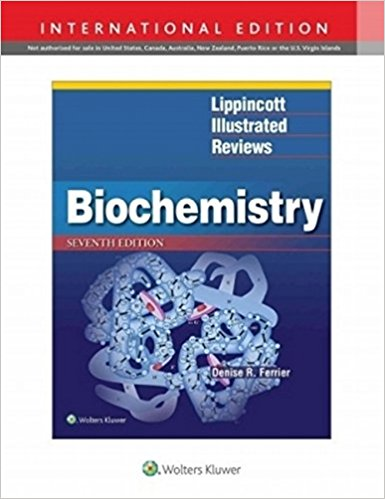 INTERNATIONAL EDITION
Not authorised for sale in United States, Canada, Australia, New Zealand, Puerto Rico or the U.S. Virgin Islands
Lippincott
Illustrated
Reviews
Biochemistry
SEVENTH EDITION
Denise R. Ferrier
Wolters Kluwer
Wolters Kluwer